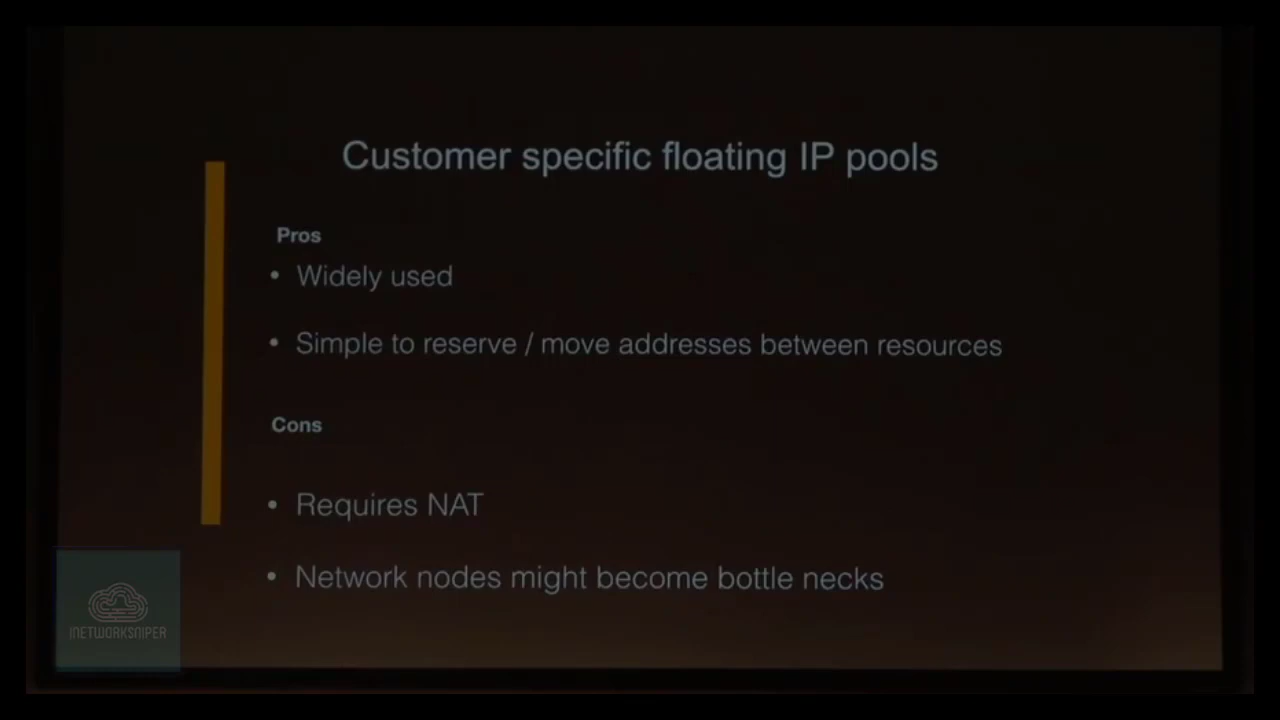 Customer specific floating IP pools
Pros
• Widely used
• Simple to reserve / move addresses between resources
Cons
• Requires NAT
• Network nodes might become bottle necks
INETWORKSNIPER